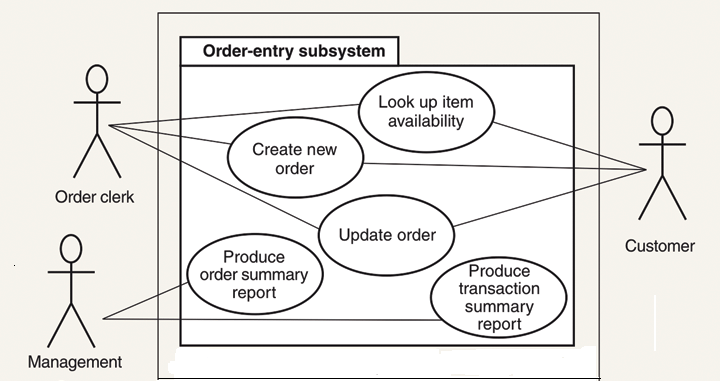 Order-entry subsystem
Look up item
availability
Create new
order
Order clerk
Update order
Customer
Produce
order summary
report
Produce
transaction
summary
report
Management